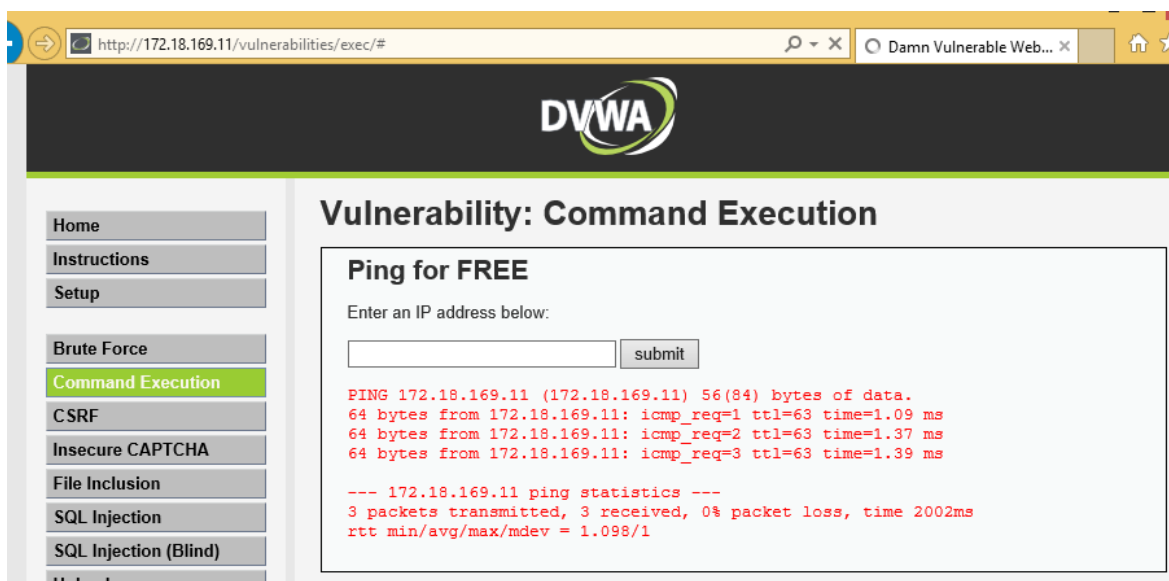 http://172.18.169.11/vulnerabilities/exec/#
Damn Vulnerable Web...
DVWA
Home
Instructions
Setup
Brute Force
Command Execution
CSRF
Insecure CAPTCHA
File Inclusion
SQL Injection
SQL Injection (Blind)
Vulnerability: Command Execution
Ping for FREE
Enter an IP address below:
submit
PING 172.18.169.11 (172.18.169.11) 56(84) bytes of data.
64 bytes from 172.18.169.11: icmp_req=1 ttl=63 time=1.09 ms
64 bytes from 172.18.169.11: icmp_req=2 ttl=63 time=1.37 ms
64 bytes from 172.18.169.11: icmp_req=3 ttl=63 time=1.39 ms
--- 172.18.169.11 ping statistics ---
3 packets transmitted, 3 received, 0% packet loss, time 2002ms
rtt min/avg/max/mdev = 1.098/1